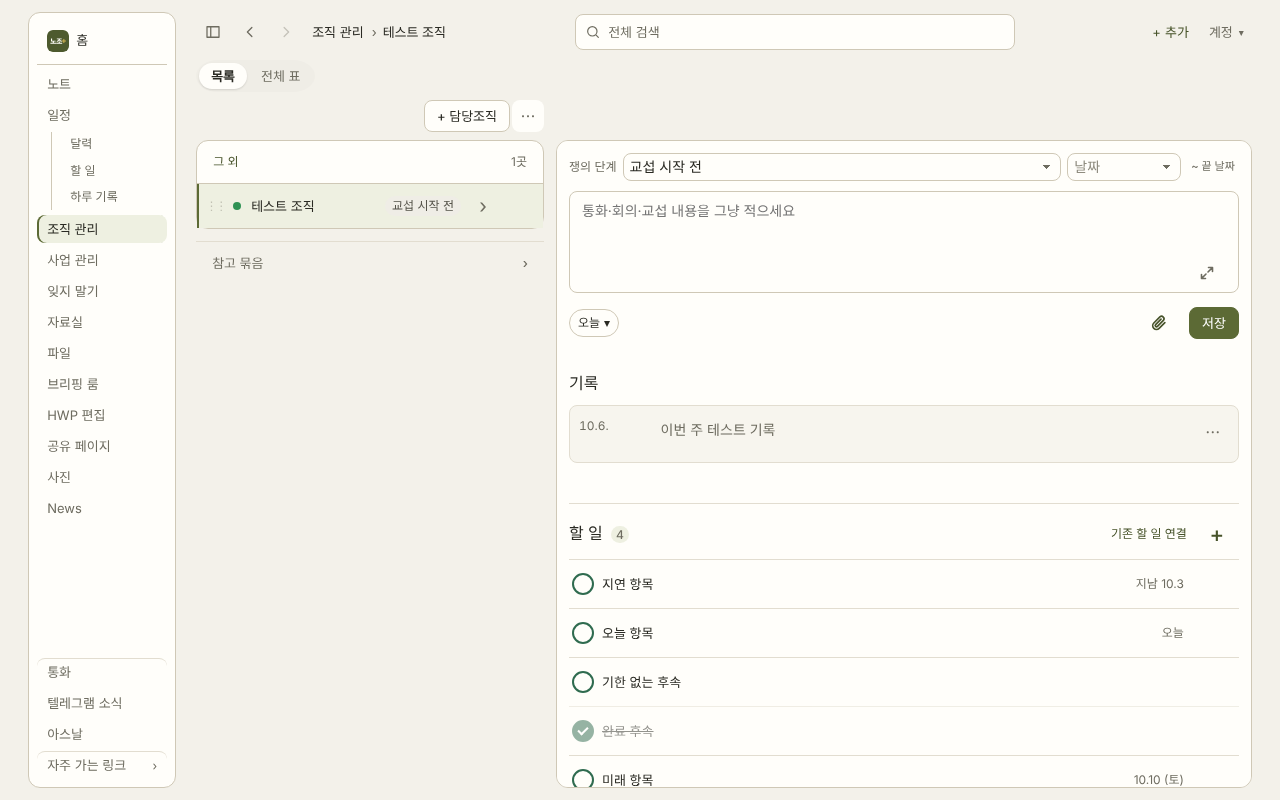 노조+ 홈
노트
일정
달력
할 일
하루 기록
조직 관리
사업 관리
잊지 말기
자료실
파일
브리핑 룸
HWP 편집
공유 페이지
사진
News
통화
텔레그램 소식
아스날
자주 가는 링크 ›
조직 관리 › 테스트 조직
전체 검색
+ 추가
계정 ▾
목록
전체 표
+ 담당조직
···
그 외
1곳
테스트 조직
교섭 시작 전 ›
참고 묶음 ›
쟁의 단계
교섭 시작 전
날짜
~ 끝 날짜
통화·회의·교섭 내용을 그냥 적으세요
오늘 ▾
저장
기록
10.6.
이번 주 테스트 기록
···
할 일 4
기존 할 일 연결
+
지연 항목
지남 10.3
오늘 항목
오늘
기한 없는 후속
완료 후속
미래 항목
10.10 (토)